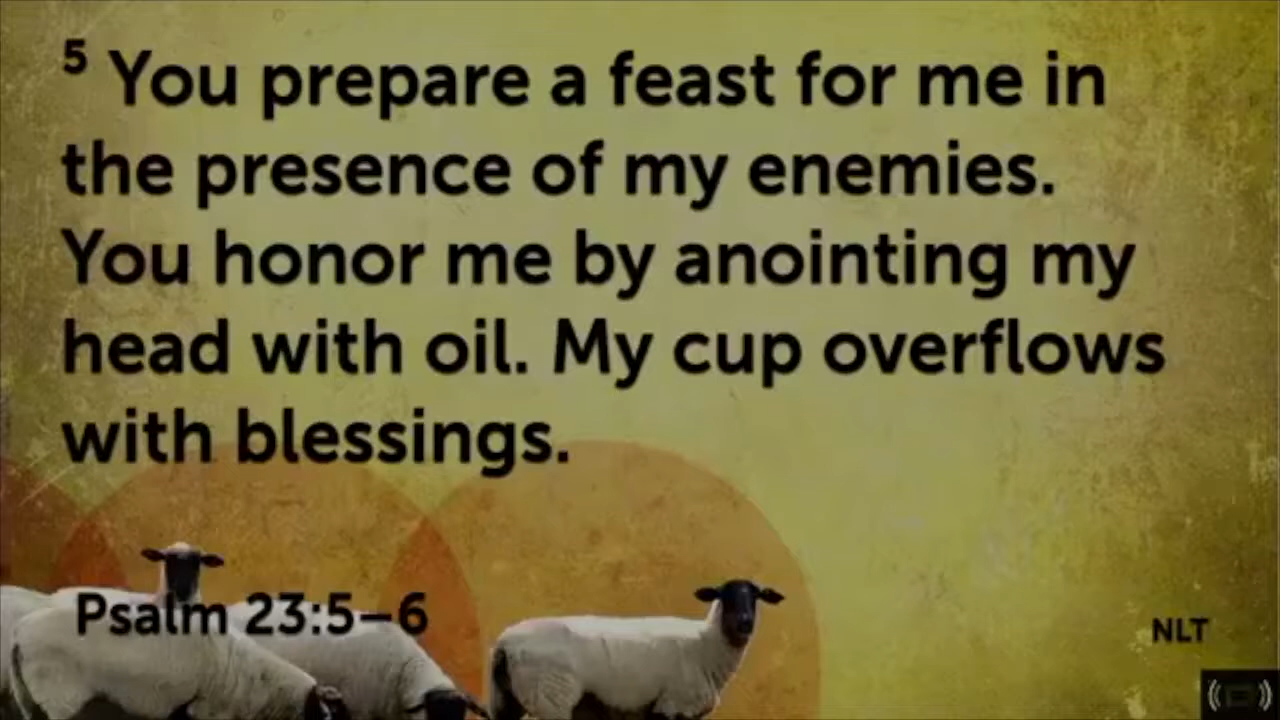 5 You prepare a feast for me in
the presence of my enemies.
You honor me by anointing my
head with oil. My cup overflows
with blessings.
Psalm 23:5–6
NLT